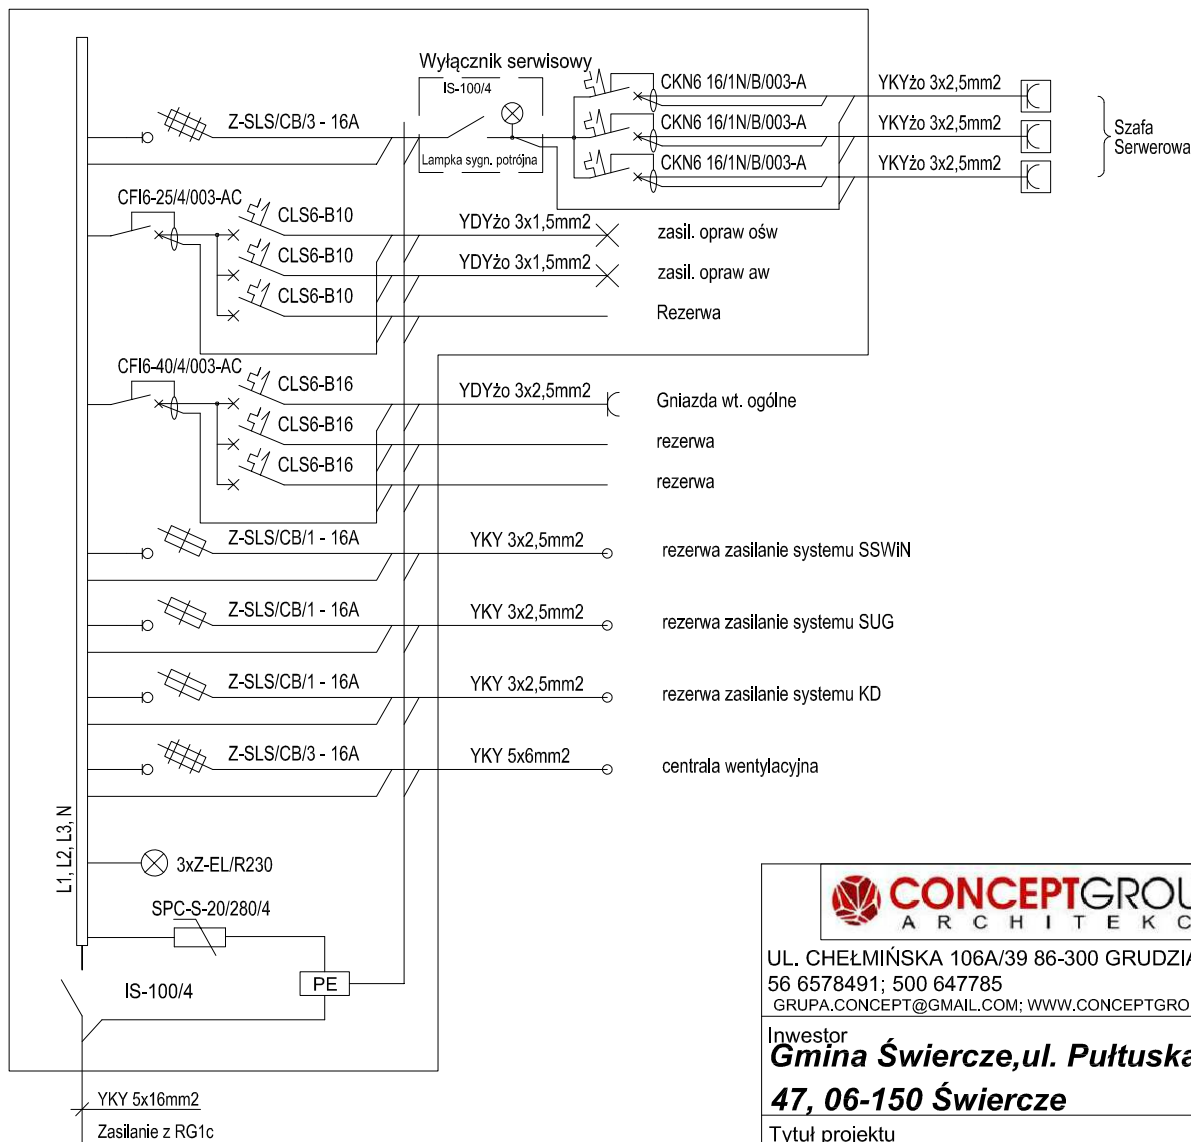 Wyłącznik serwisowy
IS-100/4
Lampka sygn. potrójna
Z-SLS/CB/3 - 16A
CKN6 16/1N/B/003-A
YKYżo 3x2,5mm2
CKN6 16/1N/B/003-A
YKYżo 3x2,5mm2
CKN6 16/1N/B/003-A
YKYżo 3x2,5mm2
Szafa
Serwerowa
CFI6-25/4/003-AC
CLS6-B10
YDYżo 3x1,5mm2
zasil. opraw ośw
CLS6-B10
YDYżo 3x1,5mm2
zasil. opraw aw
CLS6-B10
Rezerwa
CFI6-40/4/003-AC
CLS6-B16
YDYżo 3x2,5mm2
Gniazda wt. ogólne
CLS6-B16
rezerwa
CLS6-B16
rezerwa
Z-SLS/CB/1 - 16A
YKY 3x2,5mm2
rezerwa zasilanie systemu SSWiN
Z-SLS/CB/1 - 16A
YKY 3x2,5mm2
rezerwa zasilanie systemu SUG
Z-SLS/CB/1 - 16A
YKY 3x2,5mm2
rezerwa zasilanie systemu KD
Z-SLS/CB/3 - 16A
YKY 5x6mm2
centrala wentylacyjna
L1, L2, L3, N
3xZ-EL/R230
SPC-S-20/280/4
PE
IS-100/4
YKY 5x16mm2
Zasilanie z RG1c
CONCEPTGROU
ARCHITEKC
UL. CHEŁMIŃSKA 106A/39 86-300 GRUDZIA
56 6578491; 500 647785
GRUPA.CONCEPT@GMAIL.COM; WWW.CONCEPTGRO
Inwestor
Gmina Świercze,ul. Pułtuska
47, 06-150 Świercze
Tytuł projektu